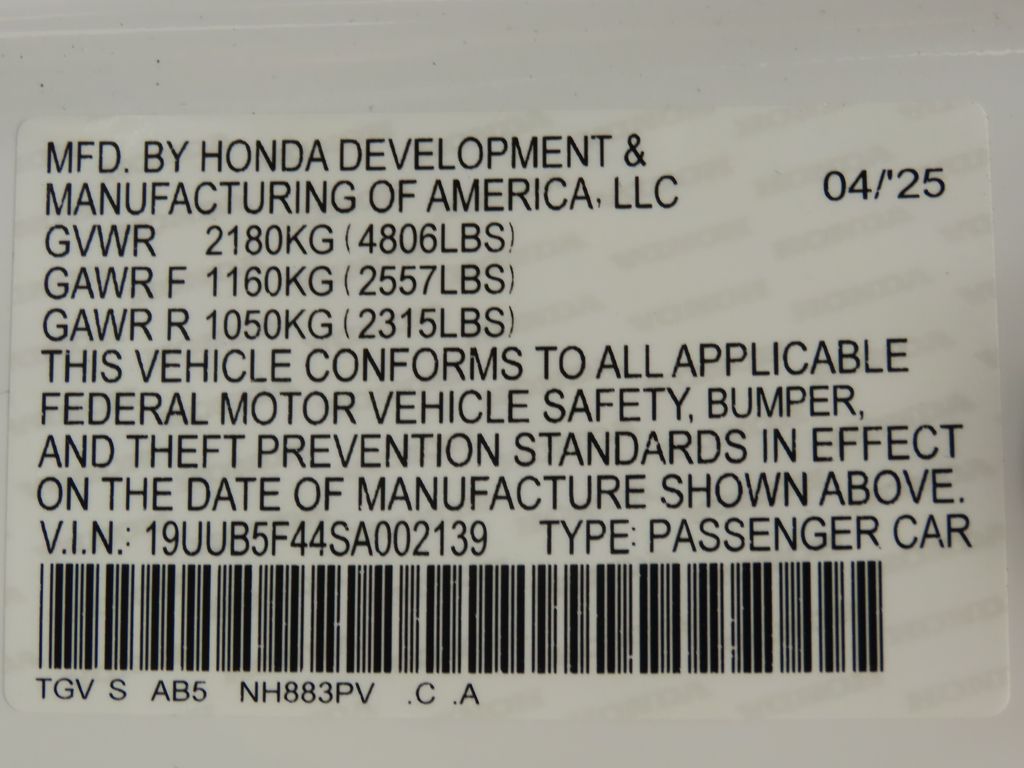 MFD. BY HONDA DEVELOPMENT &
MANUFACTURING OF AMERICA, LLC 04/'25
GVWR 2180KG (4806LBS)
GAWR F 1160KG (2557LBS)
GAWR R 1050KG (2315LBS)
THIS VEHICLE CONFORMS TO ALL APPLICABLE
FEDERAL MOTOR VEHICLE SAFETY, BUMPER,
AND THEFT PREVENTION STANDARDS IN EFFECT
ON THE DATE OF MANUFACTURE SHOWN ABOVE.
V.I.N.: 19UUB5F44SA002139 TYPE: PASSENGER CAR
TGV S AB5 NH883PV .C .A